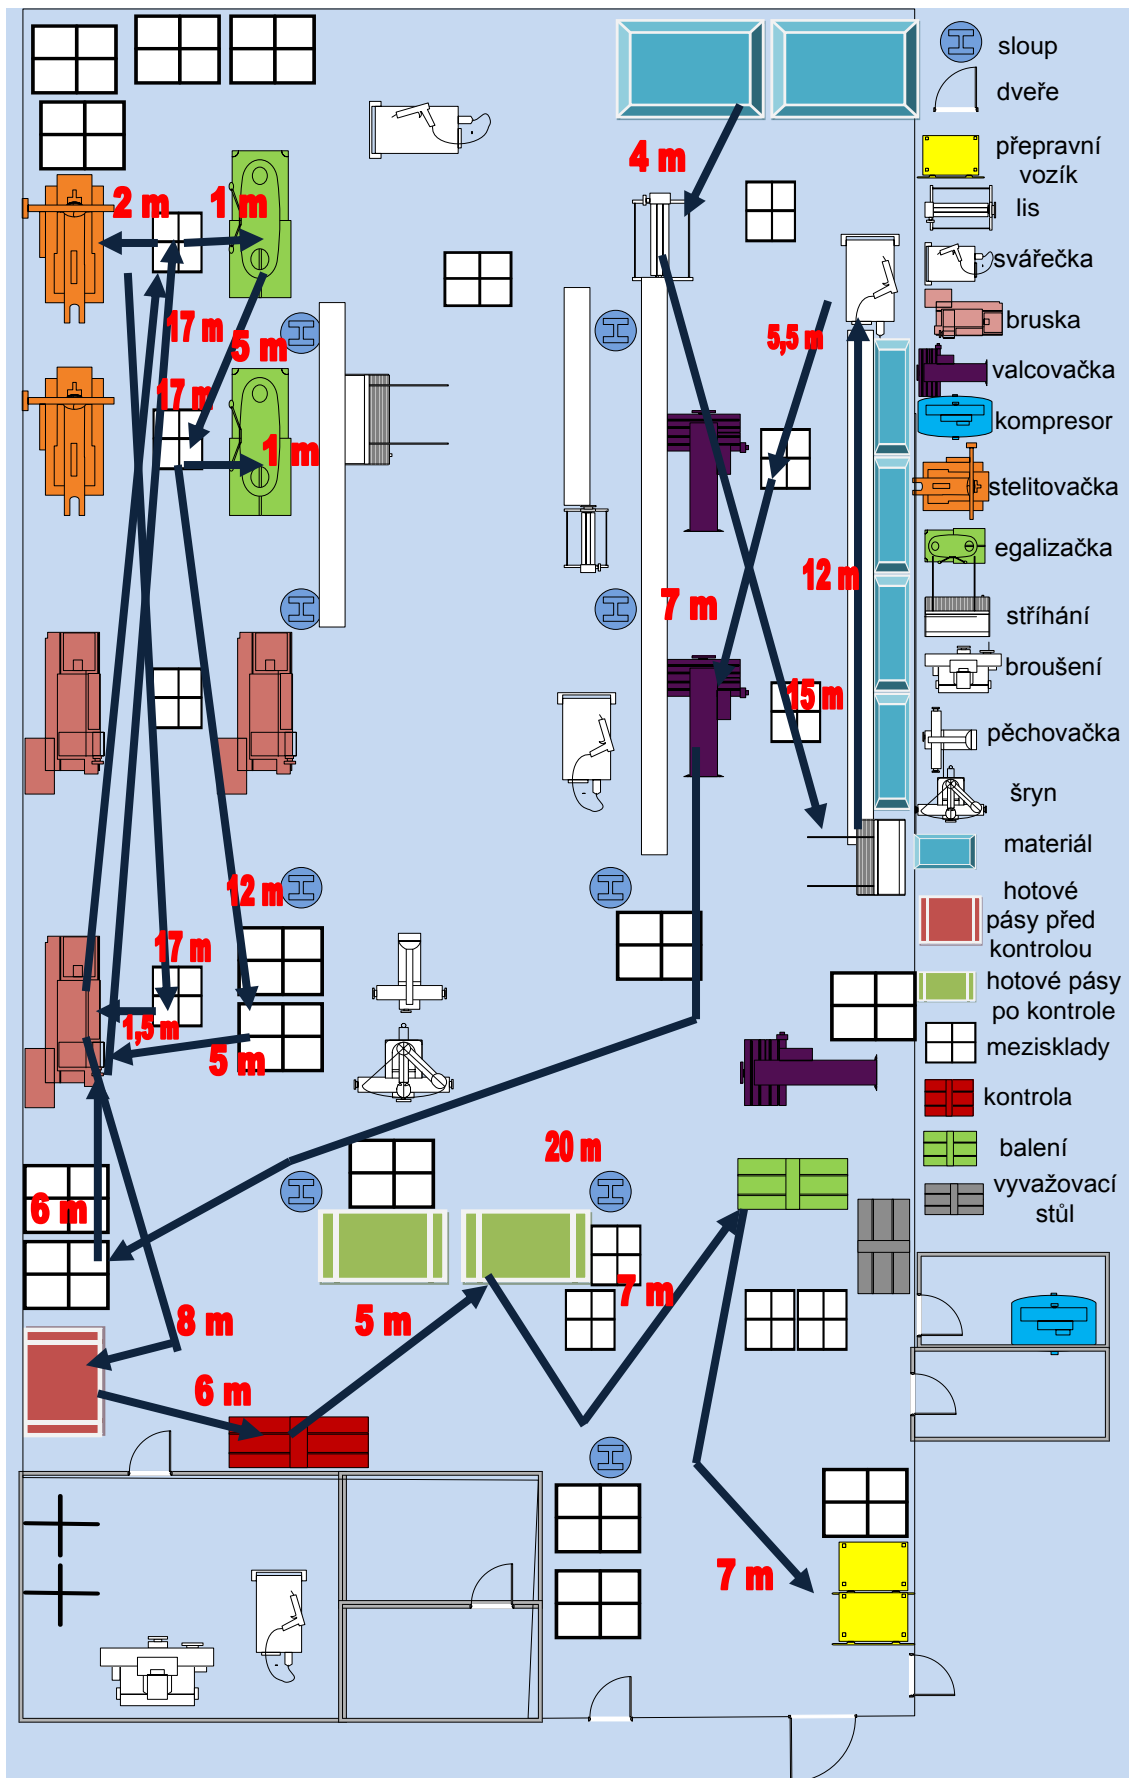 sloup
dveře
přepravní
vozík
lis
svářečka
bruska
valcovačka
kompresor
stelitovačka
egalizačka
stříhání
broušení
pěchovačka
šryn
materiál
hotové
pásy před
kontrolou
hotové pásy
po kontrole
mezisklady
kontrola
balení
vyvažovací
stůl
4 m
2 m
1 m
17 m
5 m
5,5 m
17 m
1 m
12 m
7 m
15 m
12 m
17 m
1,5 m
5 m
20 m
6 m
7 m
8 m
5 m
6 m
7 m